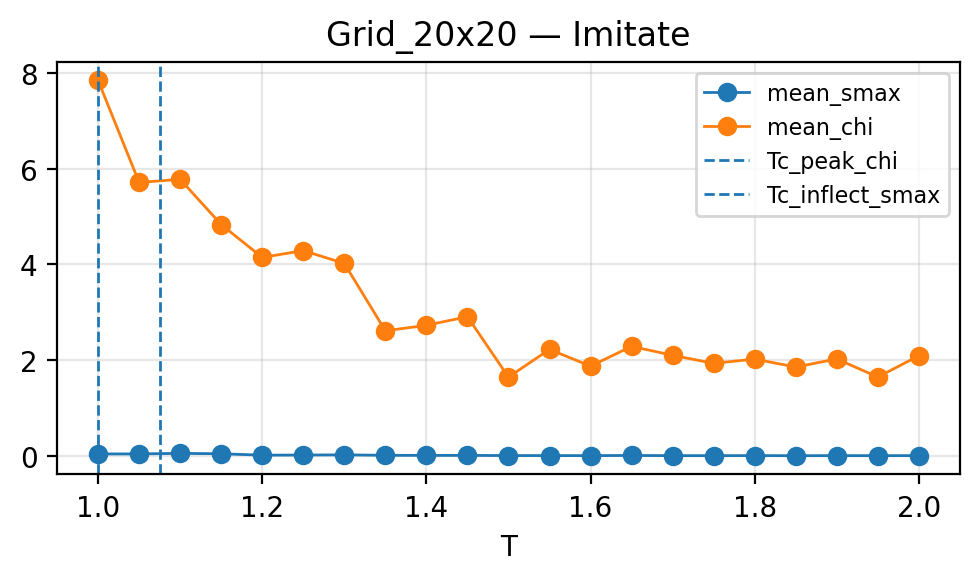 Grid_20x20 — Imitate
8
6
4
2
0
mean_smax
mean_chi
Tc_peak_chi
Tc_inflect_smax
1.0 1.2 1.4 1.6 1.8 2.0
T